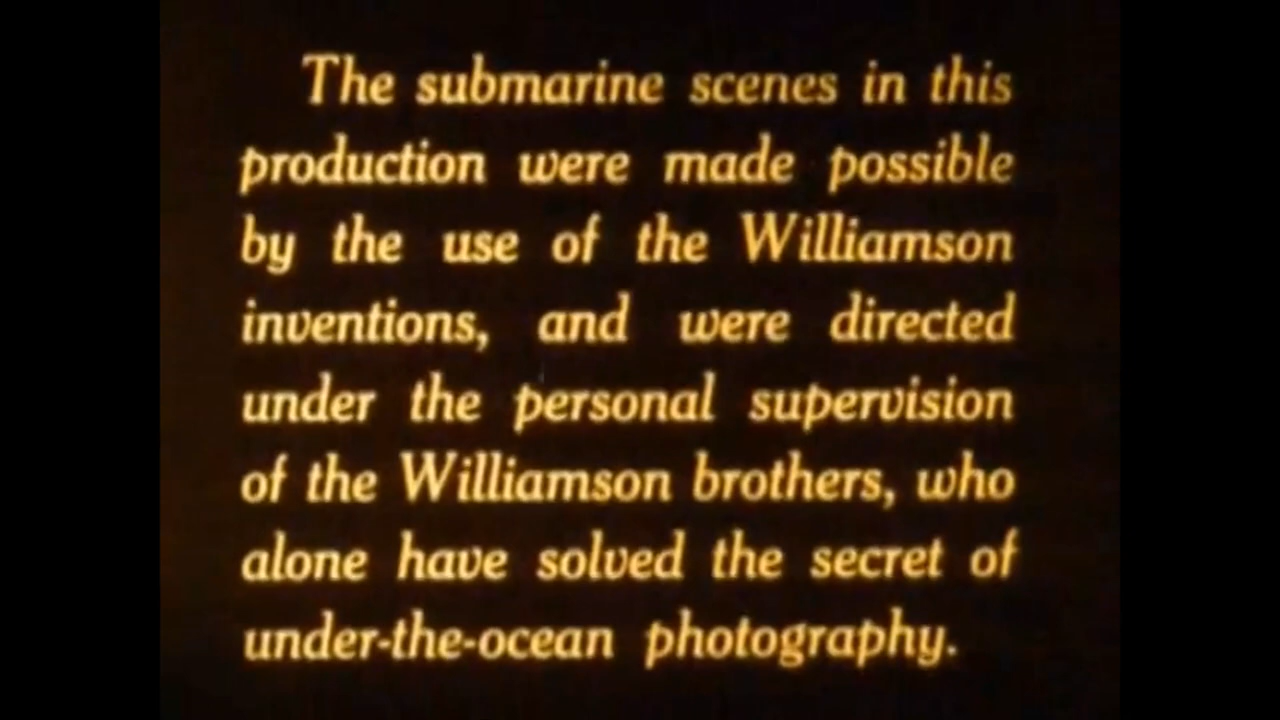 The submarine scenes in this
production were made possible
by the use of the Williamson
inventions, and were directed
under the personal supervision
of the Williamson brothers, who
alone have solved the secret of
under-the-ocean photography.